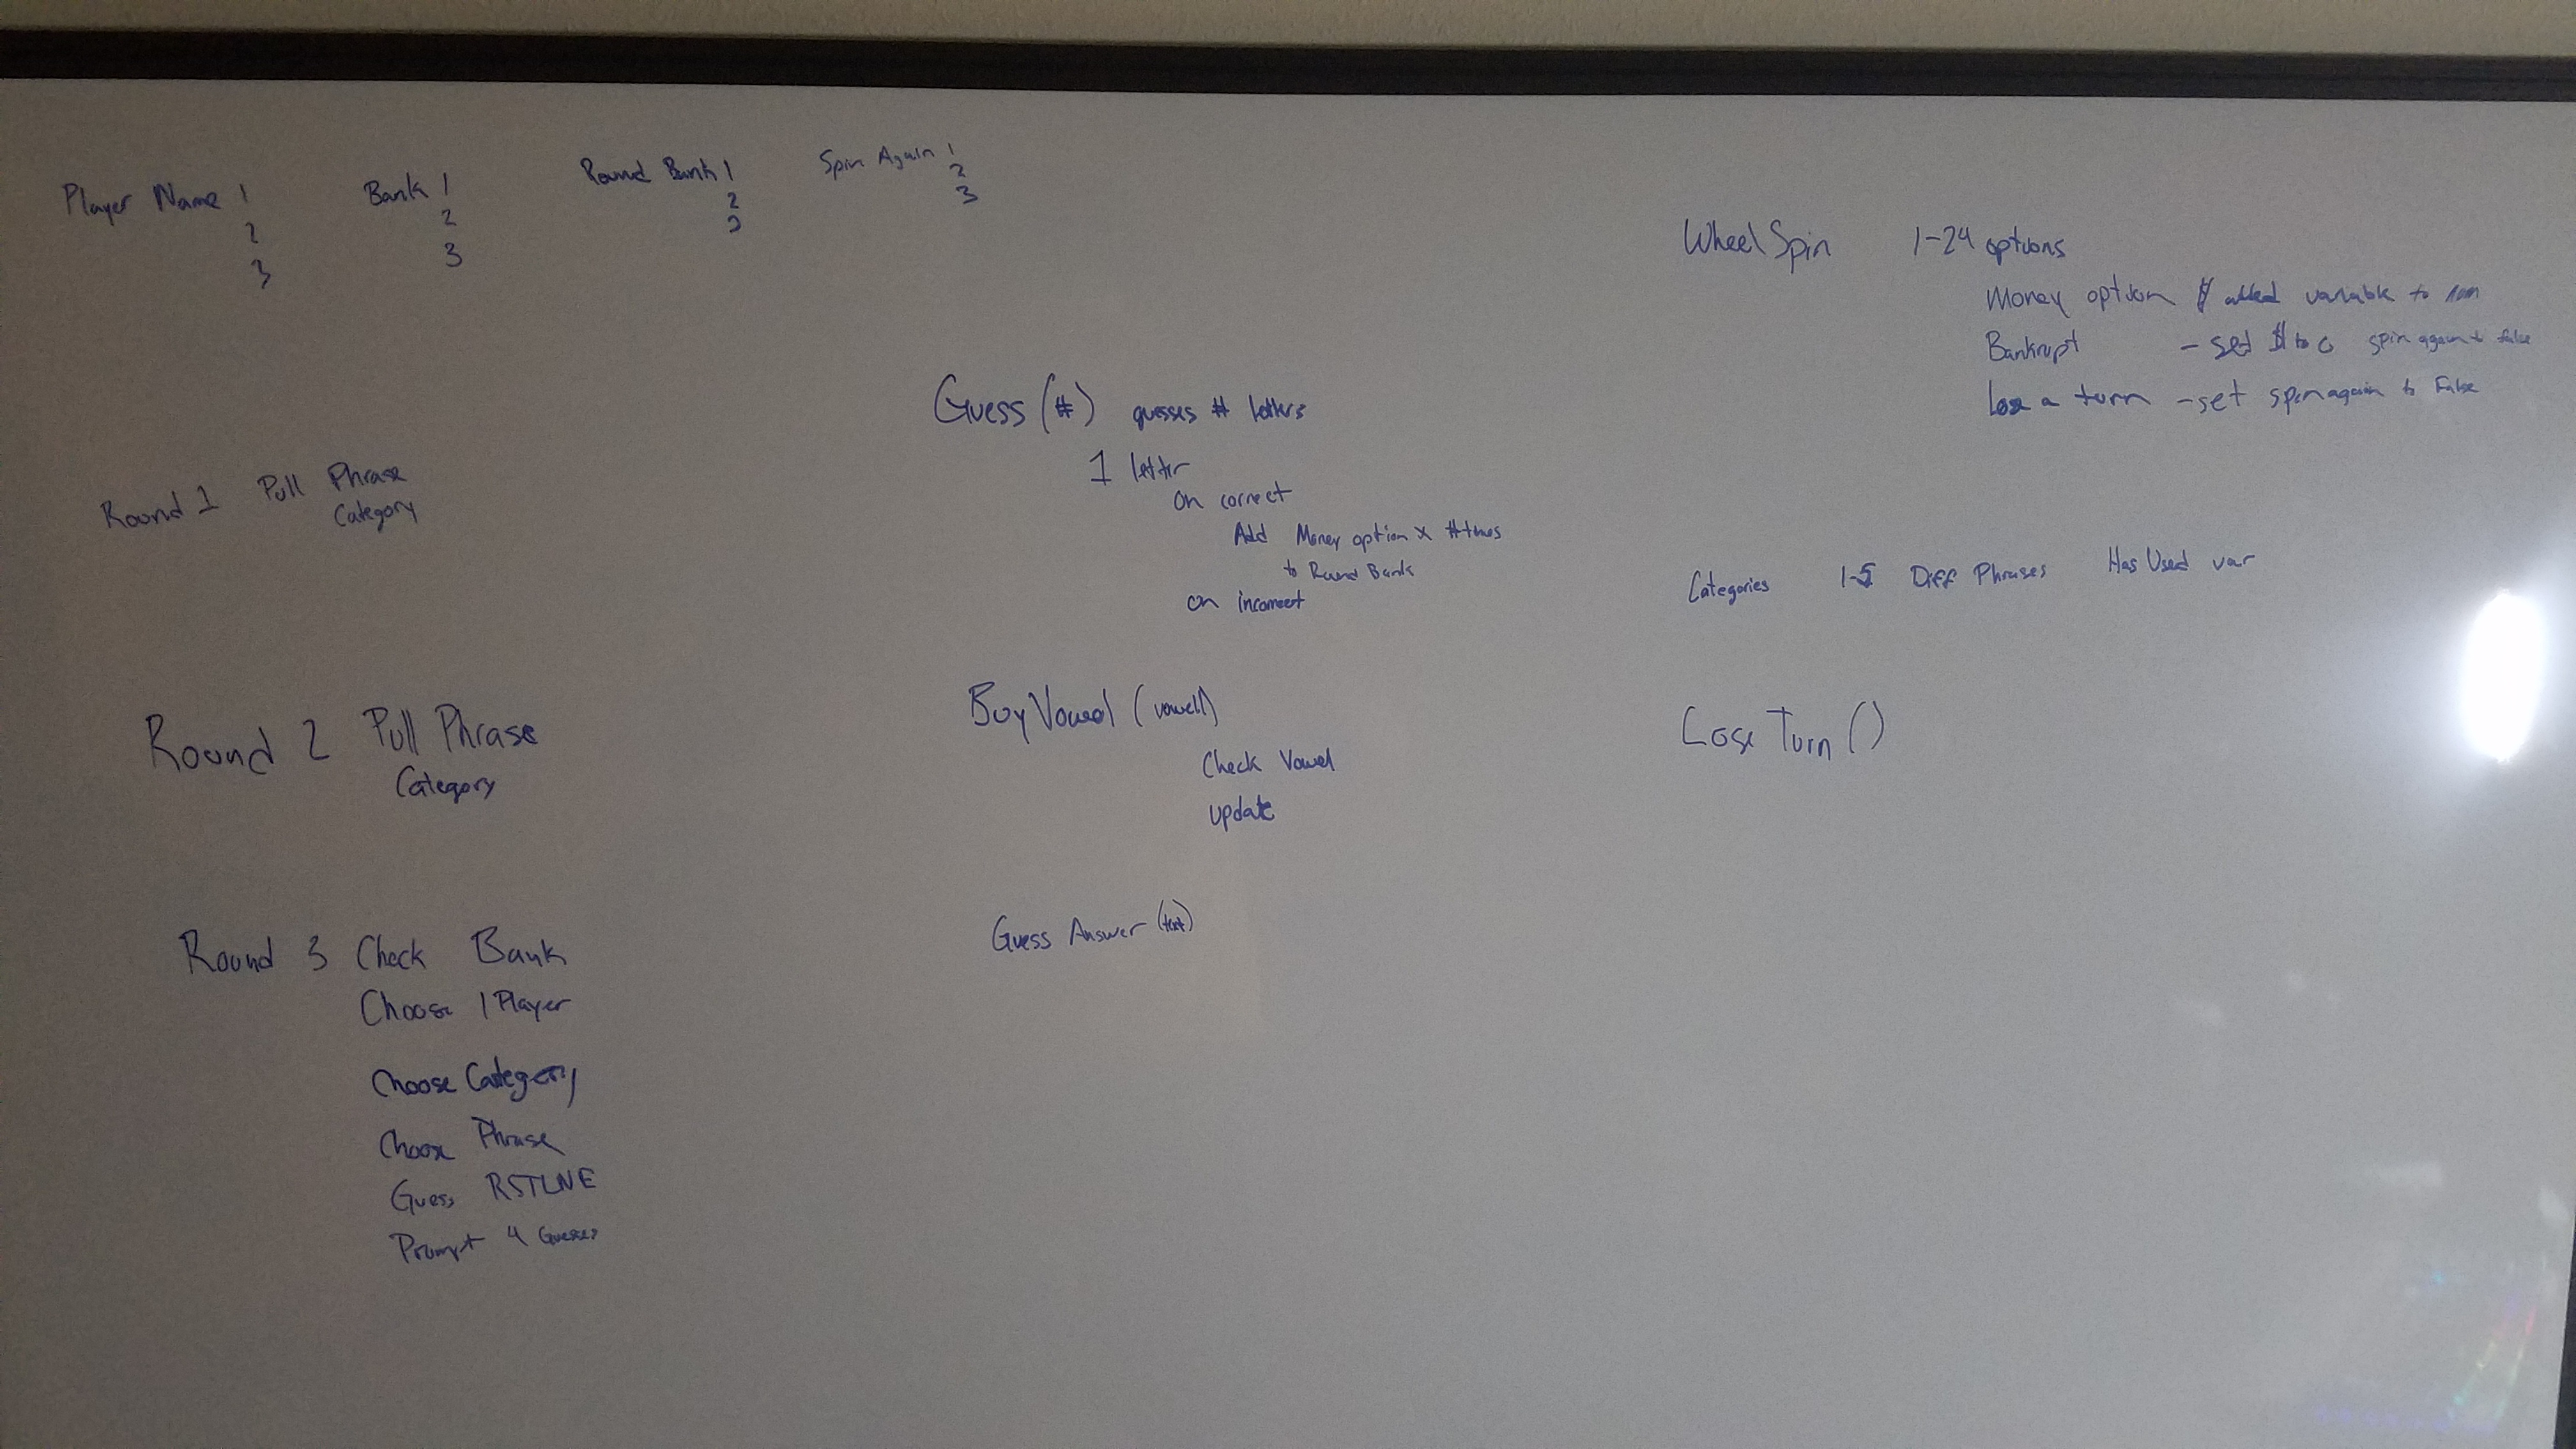 Player Name 1
2
3
Bank 1
2
3
Round Bank 1
2
3
Spin Again 1
2
3
Round 1 Pull Phrase
Category
Round 2 Pull Phrase
Category
Round 3 Check Bank
Choose 1 Player
Choose Category
Choose Phrase
Guess RSTLNE
Prompt 4 Guesses
Guess (#) guesses # letters
1 letter
on correct
Add Money option x # times
to Round Bank
on incorrect
Buy Vowel (vowell)
Check Vowel
update
Guess Answer (text)
Wheel Spin 1-24 options
Money option $ added variable to
Bankrupt - set $ to 0 spin again to false
Lose a turn - set spin again to False
Categories 1-5 Diff Phrases Has Used var
Lose Turn ()